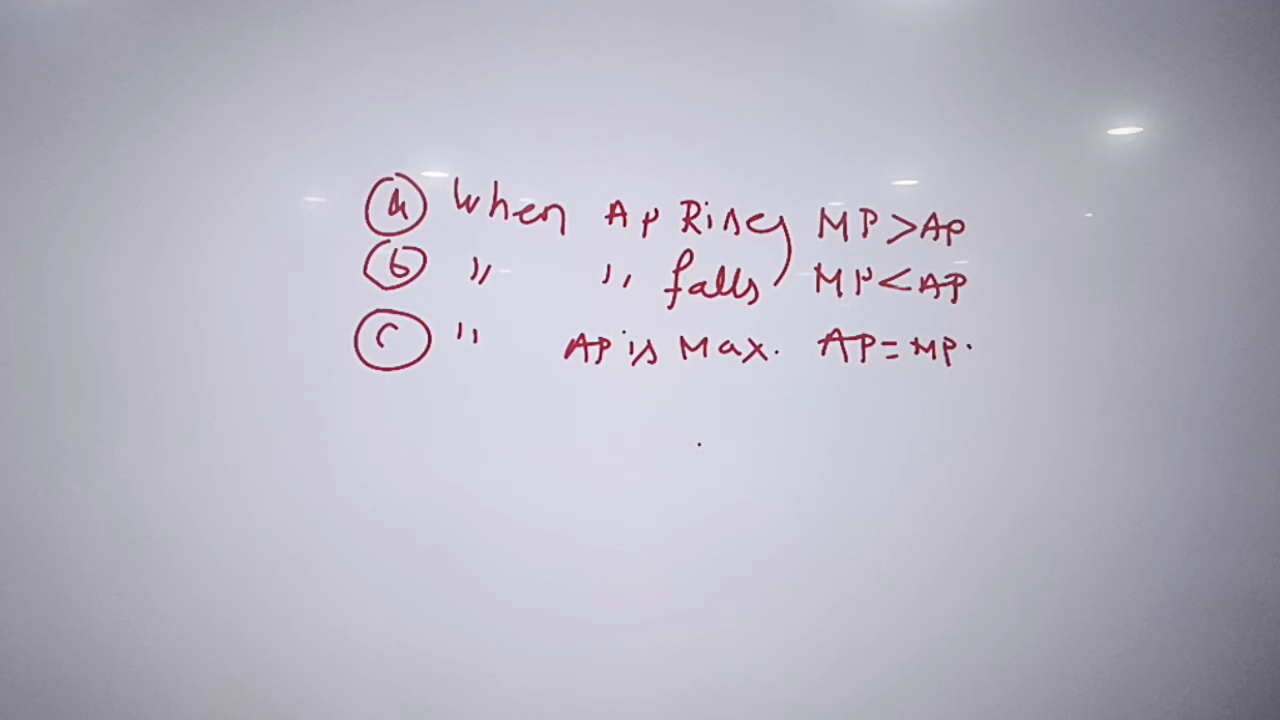 (a) When AP Rises MP>AP
(b) " " falls MP<AP
(c) " AP is Max. AP=MP.